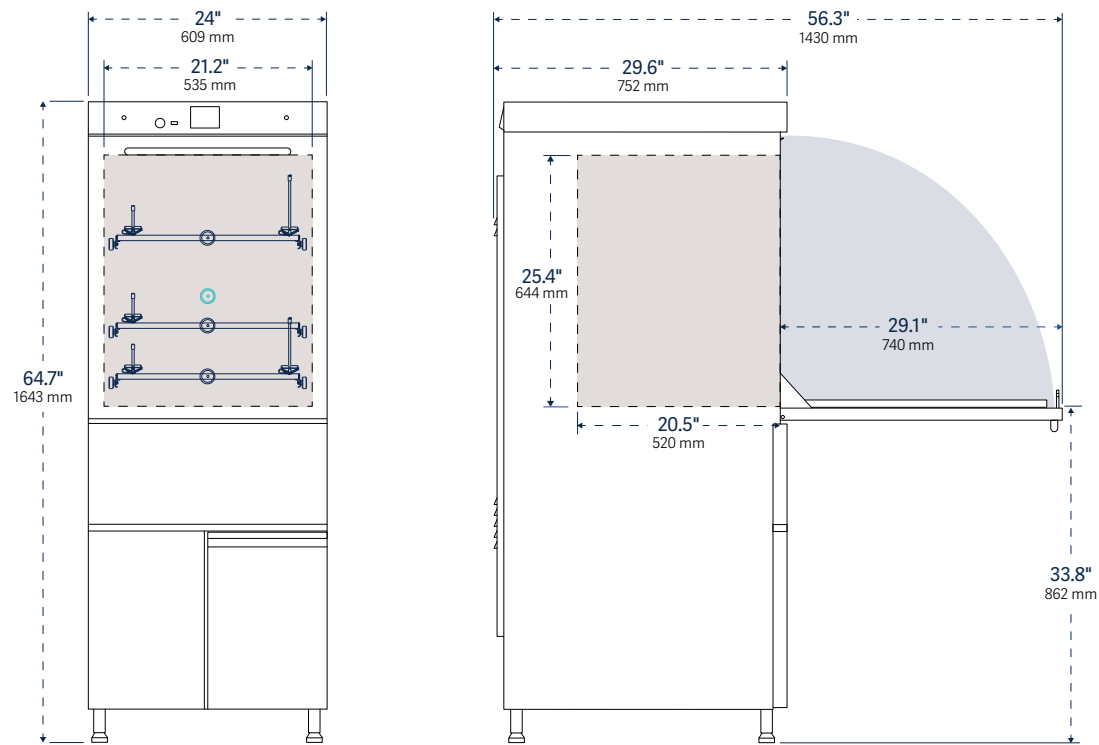 24"
609 mm
21.2"
535 mm
56.3"
1430 mm
29.6"
752 mm
25.4"
644 mm
29.1"
740 mm
64.7"
1643 mm
20.5"
520 mm
33.8"
862 mm